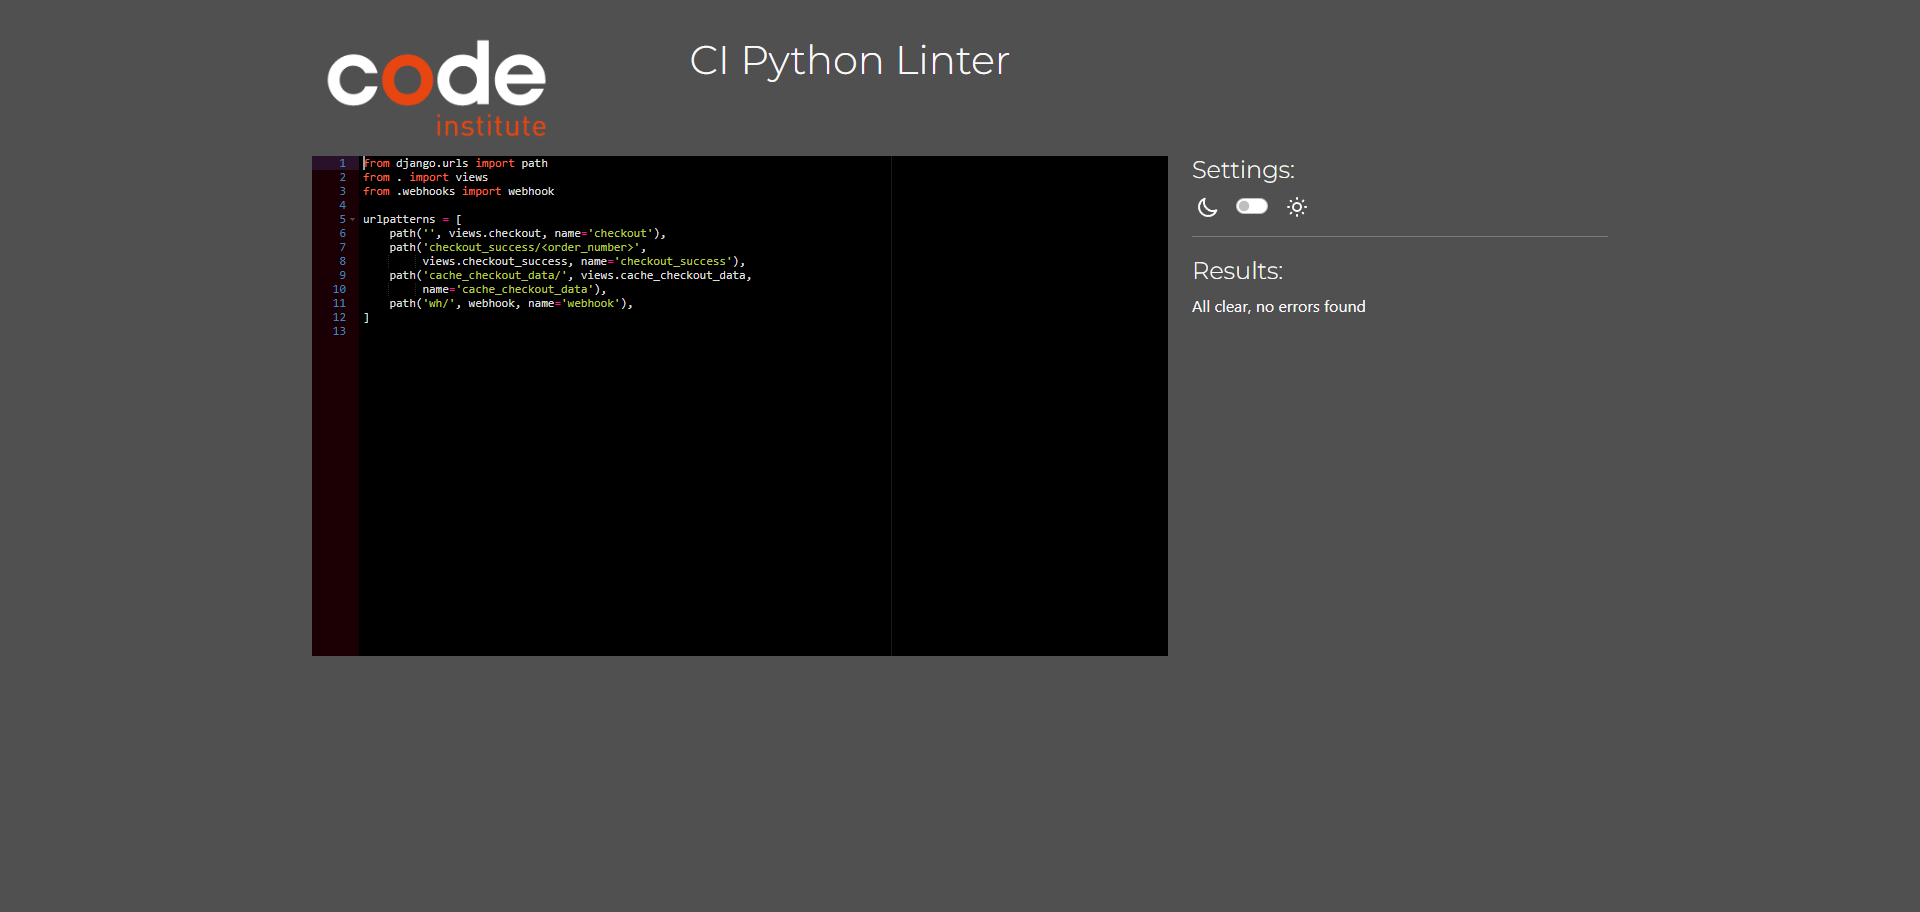 code
institute
CI Python Linter
1 from django.urls import path
2 from . import views
3 from .webhooks import webhook
4
5 urlpatterns = [
6     path('', views.checkout, name='checkout'),
7     path('checkout_success/<order_number>',
8          views.checkout_success, name='checkout_success'),
9     path('cache_checkout_data/', views.cache_checkout_data,
10          name='cache_checkout_data'),
11     path('wh/', webhook, name='webhook'),
12 ]
13
Settings:
Results:
All clear, no errors found